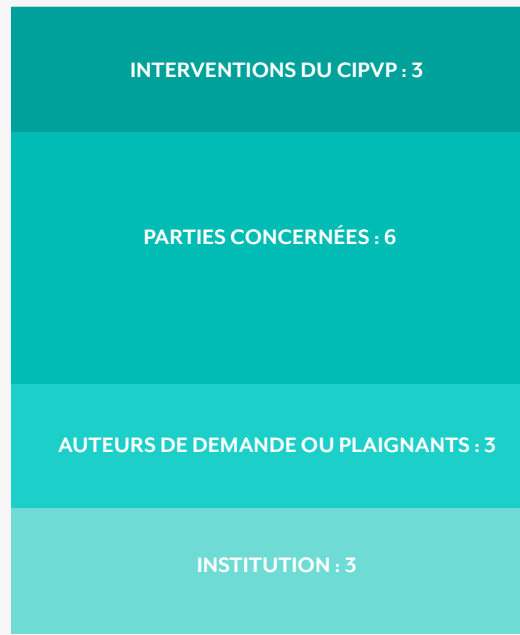 INTERVENTIONS DU CIPVP : 3
PARTIES CONCERNÉES : 6
AUTEURS DE DEMANDE OU PLAIGNANTS : 3
INSTITUTION : 3